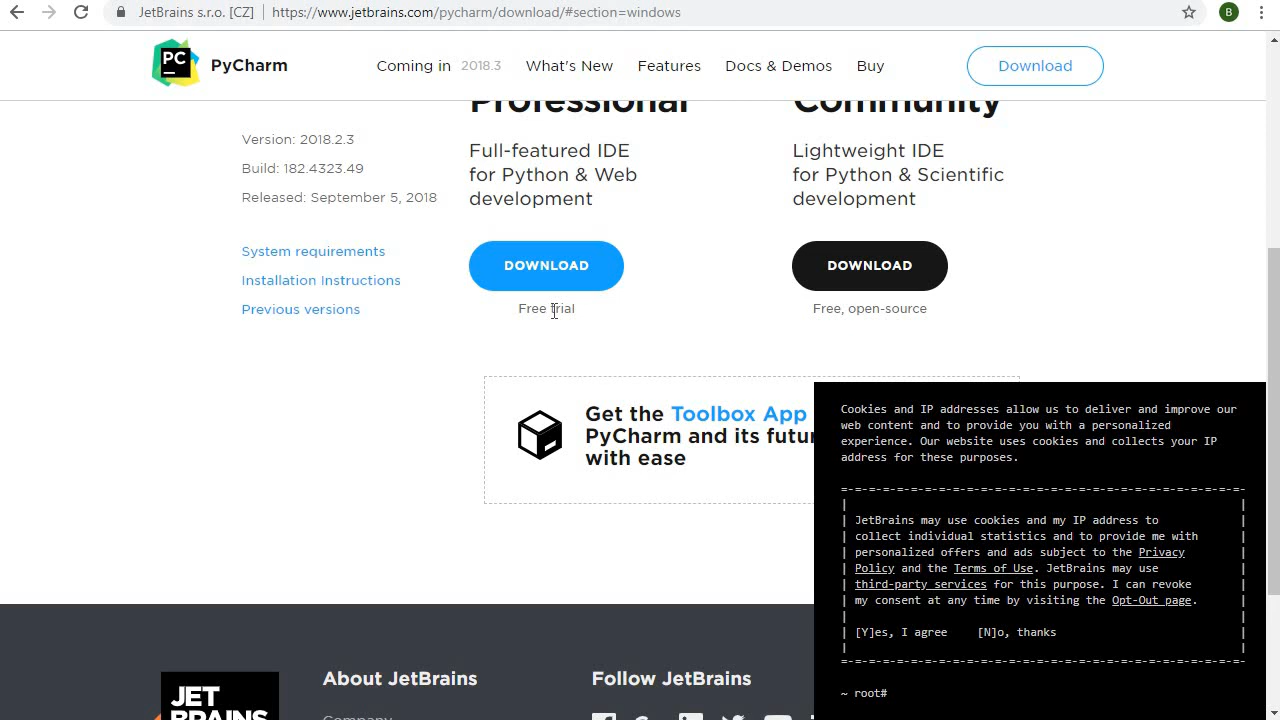 JetBrains s.r.o. [CZ] | https://www.jetbrains.com/pycharm/download/#section=windows
B
PC
PyCharm
Coming in 2018.3
What's New
Features
Docs & Demos
Buy
Download
Version: 2018.2.3
Build: 182.4323.49
Released: September 5, 2018
System requirements
Installation Instructions
Previous versions
Professional
Full-featured IDE
for Python & Web
development
DOWNLOAD
Free trial
Community
Lightweight IDE
for Python & Scientific
development
DOWNLOAD
Free, open-source
Get the Toolbox App
PyCharm and its
with ease
Cookies and IP addresses allow us to deliver and improve our
web content and to provide you with a personalized
experience. Our website uses cookies and collects your IP
address for these purposes.
JetBrains may use cookies and my IP address to
collect individual statistics and to provide me with
personalized offers and ads subject to the Privacy
Policy and the Terms of Use. JetBrains may use
third-party services for this purpose. I can revoke
my consent at any time by visiting the Opt-Out page.
[Y]es, I agree [N]o, thanks
~ root#
JET
BRAINS
About JetBrains
Company
Follow JetBrains